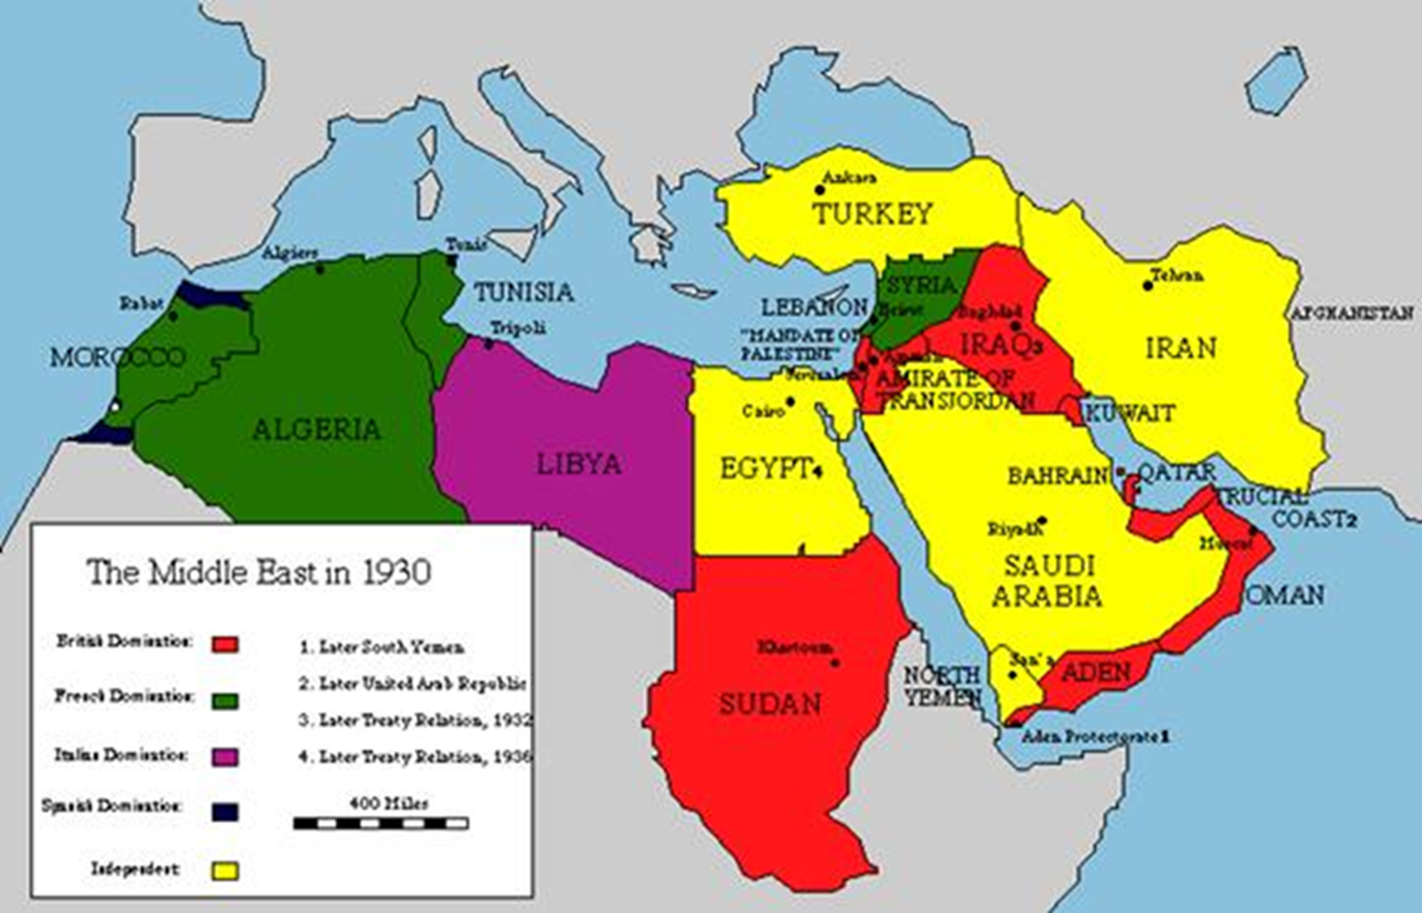 Ankara
TURKEY
Algiers
Tunis
Tehran
TUNISIA
SYRIA
Rabat
LEBANON
Beirut
Baghdad
AFGHANISTAN
Tripoli
"MANDATE OF
PALESTINE"
IRAQ3
IRAN
MOROCCO
Amman
Jerusalem
AMIRATE OF
TRANSJORDAN
Cairo
KUWAIT
ALGERIA
LIBYA
EGYPT4
BAHRAIN
QATAR
TRUCIAL
COAST2
Riyadh
Muscat
SAUDI
ARABIA
OMAN
The Middle East in 1930
British Domination:
French Domination:
Italian Domination:
Spanish Domination:
Independent:
1. Later South Yemen
2. Later United Arab Republic
3. Later Treaty Relation, 1932
4. Later Treaty Relation, 1936
400 Miles
Khartoum
SUDAN
San'a
NORTH
YEMEN
ADEN
Aden Protectorate1